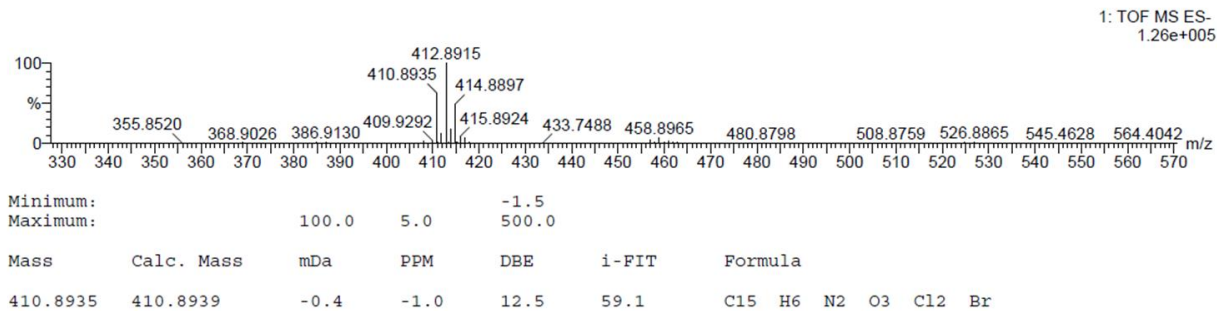 1: TOF MS ES-
1.26e+005
412.8915
100
410.8935
414.8897
%
355.8520
368.9026
386.9130
409.9292
415.8924
433.7488
458.8965
480.8798
508.8759
526.8865
545.4628
564.4042
0
m/z
330 340 350 360 370 380 390 400 410 420 430 440 450 460 470 480 490 500 510 520 530 540 550 560 570
Minimum: -1.5
Maximum: 100.0 5.0 500.0
Mass Calc. Mass mDa PPM DBE i-FIT Formula
410.8935 410.8939 -0.4 -1.0 12.5 59.1 C15 H6 N2 O3 Cl2 Br